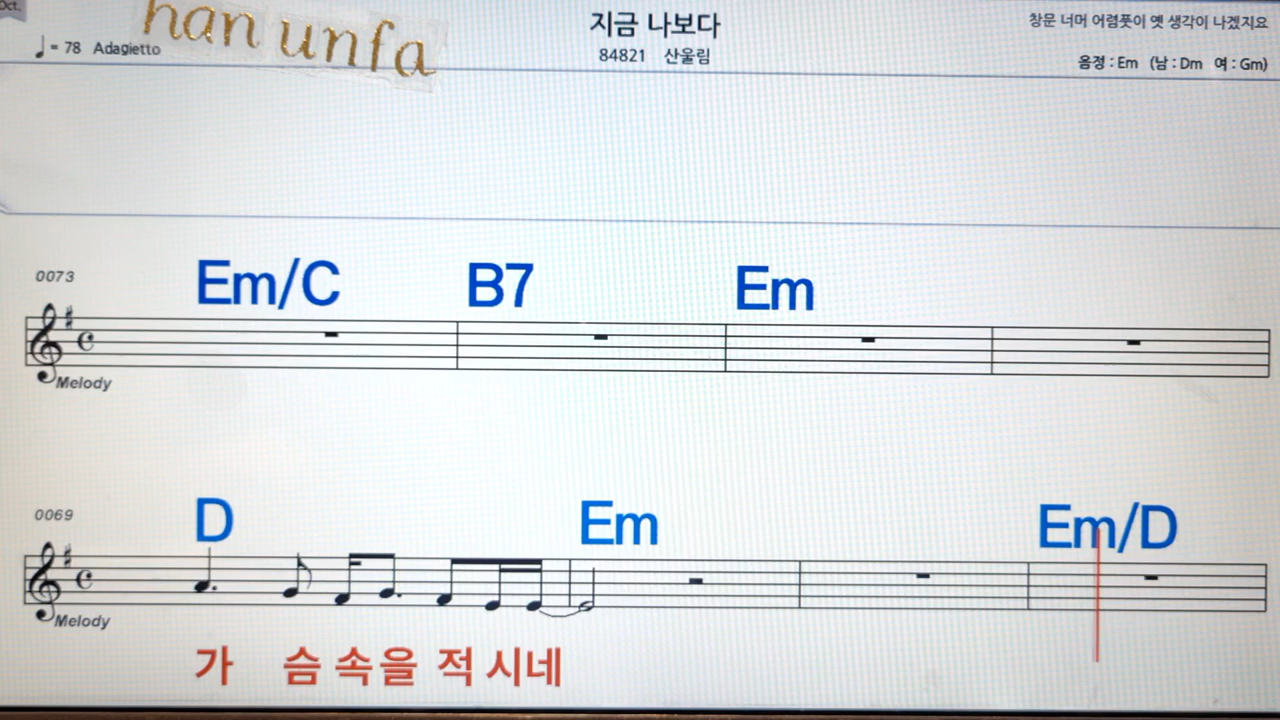 Oct.
han unfa
♩= 78 Adagietto
지금 나보다
84821 산울림
창문 너머 어렴풋이 옛 생각이 나겠지요
음정 : Em (남 : Dm 여 : Gm)
0073
Em/C B7 Em
Melody
0069
D Em Em/D
Melody
가 슴 속을 적 시네